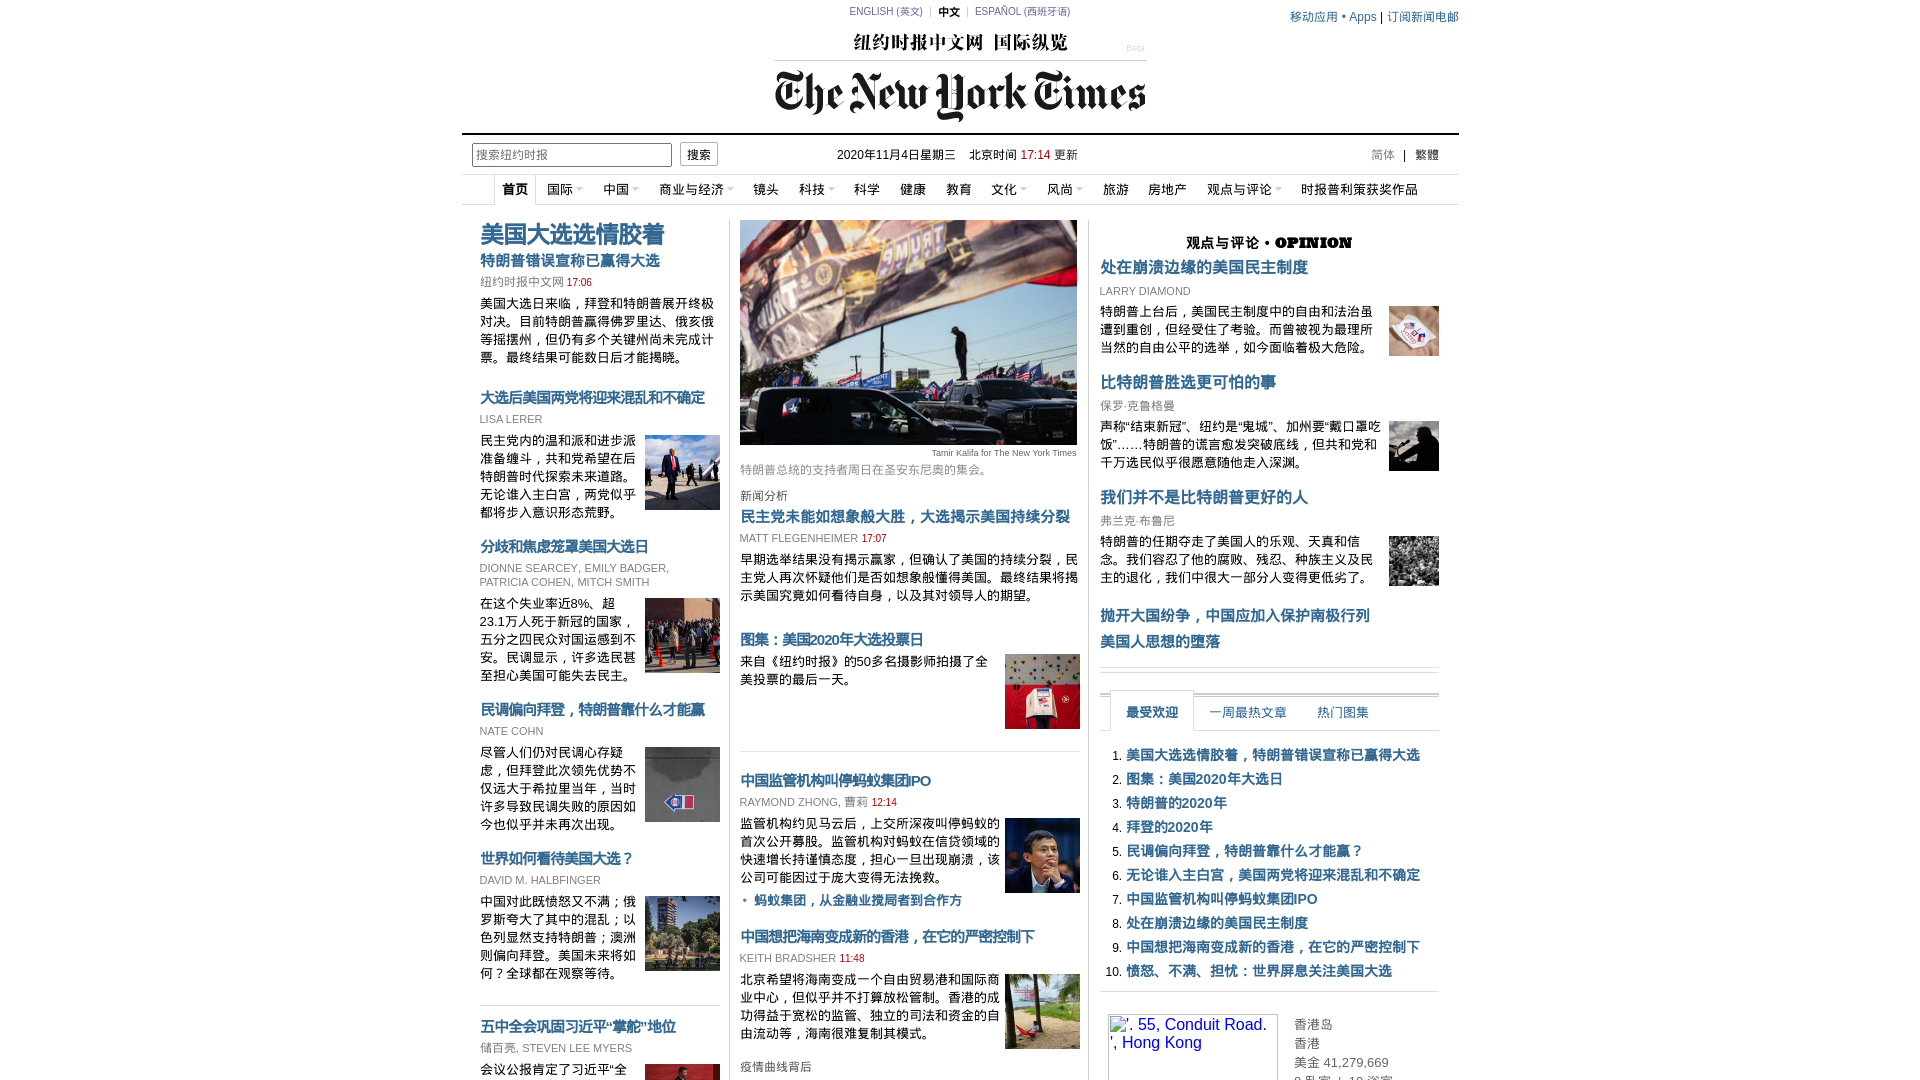 ENGLISH (英文) 中文 ESPAÑOL (西班牙语)
移动应用 • Apps | 订阅新闻电邮
纽约时报中文网 国际纵览
Beta
The New York Times
搜索纽约时报 搜索
2020年11月4日星期三 北京时间 17:14 更新
简体 | 繁體
首页 国际 中国 商业与经济 镜头 科技 科学 健康 教育 文化 风尚 旅游 房地产 观点与评论 时报普利策获奖作品
美国大选选情胶着
特朗普错误宣称已赢得大选
纽约时报中文网 17:06
美国大选日来临，拜登和特朗普展开终极
对决。目前特朗普赢得佛罗里达、俄亥俄
等摇摆州，但仍有多个关键州尚未完成计
票。最终结果可能数日后才能揭晓。
大选后美国两党将迎来混乱和不确定
LISA LERER
民主党内的温和派和进步派
准备缠斗，共和党希望在后
特朗普时代探索未来道路。
无论谁入主白宫，两党似乎
都将步入意识形态荒野。
分歧和焦虑笼罩美国大选日
DIONNE SEARCEY, EMILY BADGER,
PATRICIA COHEN, MITCH SMITH
在这个失业率近8%、超
23.1万人死于新冠的国家，
五分之四民众对国运感到不
安。民调显示，许多选民甚
至担心美国可能失去民主。
民调偏向拜登，特朗普靠什么才能赢
NATE COHN
尽管人们仍对民调心存疑
虑，但拜登此次领先优势不
仅远大于希拉里当年，当时
许多导致民调失败的原因如
今也似乎并未再次出现。
世界如何看待美国大选？
DAVID M. HALBFINGER
中国对此既愤怒又不满；俄
罗斯夸大了其中的混乱；以
色列显然支持特朗普；澳洲
则偏向拜登。美国未来将如
何？全球都在观察等待。
五中全会巩固习近平“掌舵”地位
储百亮, STEVEN LEE MYERS
会议公报肯定了习近平“全
Tamir Kalifa for The New York Times
特朗普总统的支持者周日在圣安东尼奥的集会。
新闻分析
民主党未能如想象般大胜，大选揭示美国持续分裂
MATT FLEGENHEIMER 17:07
早期选举结果没有揭示赢家，但确认了美国的持续分裂，民
主党人再次怀疑他们是否如想象般懂得美国。最终结果将揭
示美国究竟如何看待自身，以及其对领导人的期望。
图集：美国2020年大选投票日
来自《纽约时报》的50多名摄影师拍摄了全
美投票的最后一天。
中国监管机构叫停蚂蚁集团IPO
RAYMOND ZHONG, 曹莉 12:14
监管机构约见马云后，上交所深夜叫停蚂蚁的
首次公开募股。监管机构对蚂蚁在信贷领域的
快速增长持谨慎态度，担心一旦出现崩溃，该
公司可能因过于庞大变得无法挽救。
• 蚂蚁集团，从金融业搅局者到合作方
中国想把海南变成新的香港，在它的严密控制下
KEITH BRADSHER 11:48
北京希望将海南变成一个自由贸易港和国际商
业中心，但似乎并不打算放松管制。香港的成
功得益于宽松的监管、独立的司法和资金的自
由流动等，海南很难复制其模式。
疫情曲线背后
观点与评论 • OPINION
处在崩溃边缘的美国民主制度
LARRY DIAMOND
特朗普上台后，美国民主制度中的自由和法治虽
遭到重创，但经受住了考验。而曾被视为最理所
当然的自由公平的选举，如今面临着极大危险。
比特朗普胜选更可怕的事
保罗·克鲁格曼
声称“结束新冠”、纽约是“鬼城”、加州要“戴口罩吃
饭”……特朗普的谎言愈发突破底线，但共和党和
千万选民似乎很愿意随他走入深渊。
我们并不是比特朗普更好的人
弗兰克·布鲁尼
特朗普的任期夺走了美国人的乐观、天真和信
念。我们容忍了他的腐败、残忍、种族主义及民
主的退化，我们中很大一部分人变得更低劣了。
抛开大国纷争，中国应加入保护南极行列
美国人思想的堕落
最受欢迎 一周最热文章 热门图集
1. 美国大选选情胶着，特朗普错误宣称已赢得大选
2. 图集：美国2020年大选日
3. 特朗普的2020年
4. 拜登的2020年
5. 民调偏向拜登，特朗普靠什么才能赢？
6. 无论谁入主白宫，美国两党将迎来混乱和不确定
7. 中国监管机构叫停蚂蚁集团IPO
8. 处在崩溃边缘的美国民主制度
9. 中国想把海南变成新的香港，在它的严密控制下
10. 愤怒、不满、担忧：世界屏息关注美国大选
'. 55, Conduit Road.
', Hong Kong
香港岛
香港
美金 41,279,669